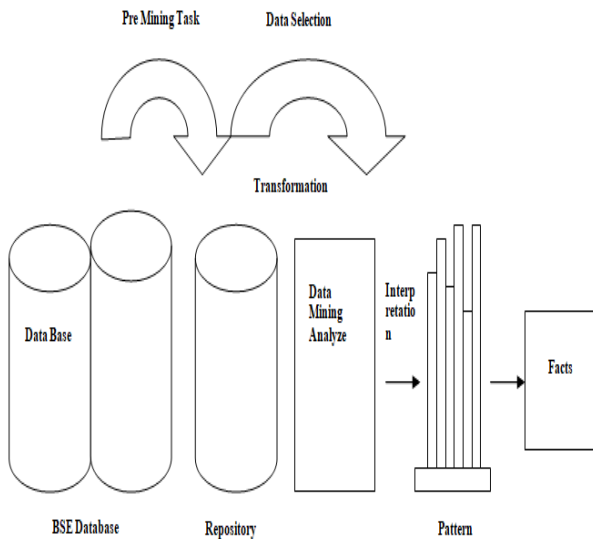 Pre Mining Task
Data Selection
Transformation
Data Base
Data
Mining
Analyze
Interp
retatio
n
Facts
BSE Database
Repository
Pattern